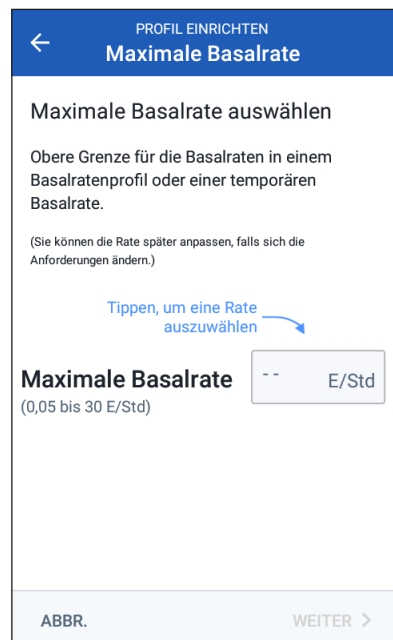 PROFIL EINRICHTEN
Maximale Basalrate
Maximale Basalrate auswählen
Obere Grenze für die Basalraten in einem
Basalratenprofil oder einer temporären
Basalrate.
(Sie können die Rate später anpassen, falls sich die
Anforderungen ändern.)
Tippen, um eine Rate
auszuwählen
Maximale Basalrate -- E/Std
(0,05 bis 30 E/Std)
ABBR. WEITER >